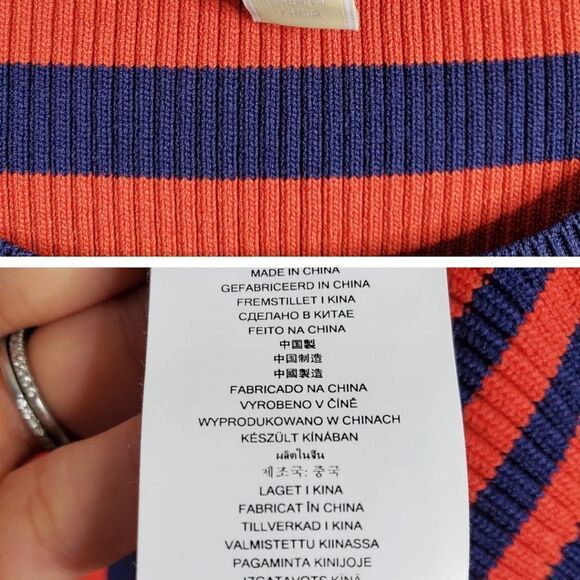 MADE IN CHINA
GEFABRICEERD IN CHINA
FREMSTILLET I KINA
СДЕЛАНО В КИТАЕ
FEITO NA CHINA
中国製
中国制造
中國製造
FABRICADO NA CHINA
VYROBENO V ČÍNĚ
WYPRODUKOWANO W CHINACH
KÉSZÜLT KÍNÁBAN
ผลิตในจีน
제조국: 중국
LAGET I KINA
FABRICAT ÎN CHINA
TILLVERKAD I KINA
VALMISTETTU KIINASSA
PAGAMINTA KINIJOJE
IZGATAVOTS ĶĪNĀ